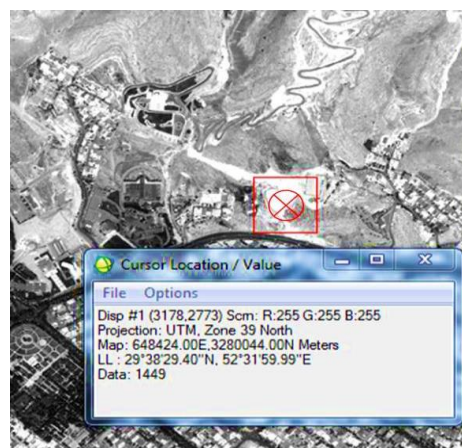 Cursor Location / Value
File Options
Disp #1 (3178,2773) Scrn: R:255 G:255 B:255
Projection: UTM, Zone 39 North
Map: 648424.00E,3280044.00N Meters
LL : 29°38'29.40"N, 52°31'59.99"E
Data: 1449